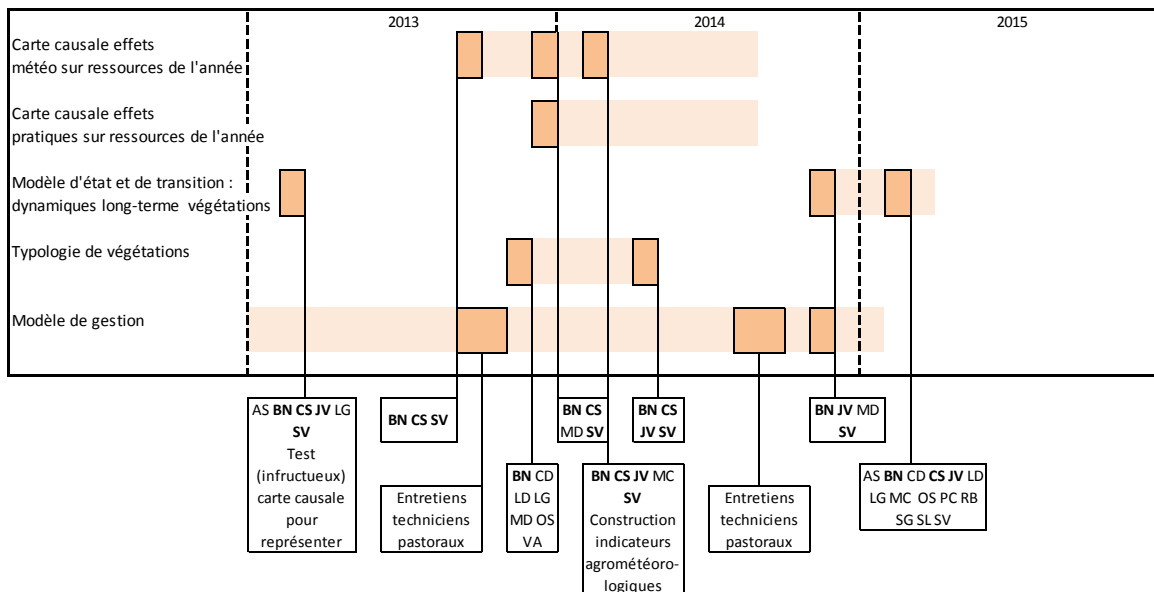 2013
2014
2015
Carte causale effets
météo sur ressources de l'année
Carte causale effets
pratiques sur ressources de l'année
Modèle d'état et de transition :
dynamiques long-terme végétations
Typologie de végétations
Modèle de gestion
AS BN CS JV LG
SV
Test
(infructueux)
carte causale
pour
représenter
BN CS SV
Entretiens
techniciens
pastoraux
BN CD
LD LG
MD OS
VA
BN CS
MD SV
BN CS JV MC
SV
Construction
indicateurs
agrométéoro-
logiques
BN CS
JV SV
Entretiens
techniciens
pastoraux
BN JV MD
SV
AS BN CD CS JV LD
LG MC OS PC RB
SG SL SV